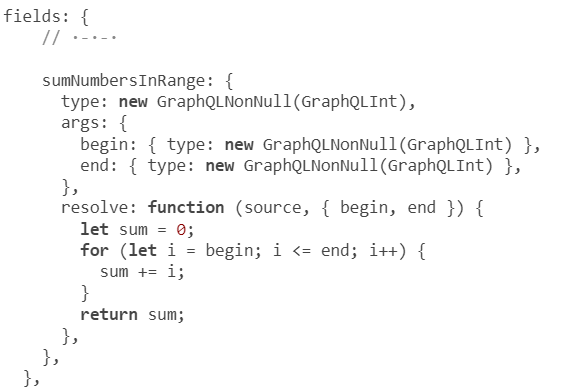 fields: {
// ·-·-·
sumNumbersInRange: {
type: new GraphQLNonNull(GraphQLInt),
args: {
begin: { type: new GraphQLNonNull(GraphQLInt) },
end: { type: new GraphQLNonNull(GraphQLInt) },
},
resolve: function (source, { begin, end }) {
let sum = 0;
for (let i = begin; i <= end; i++) {
sum += i;
}
return sum;
},
},
},